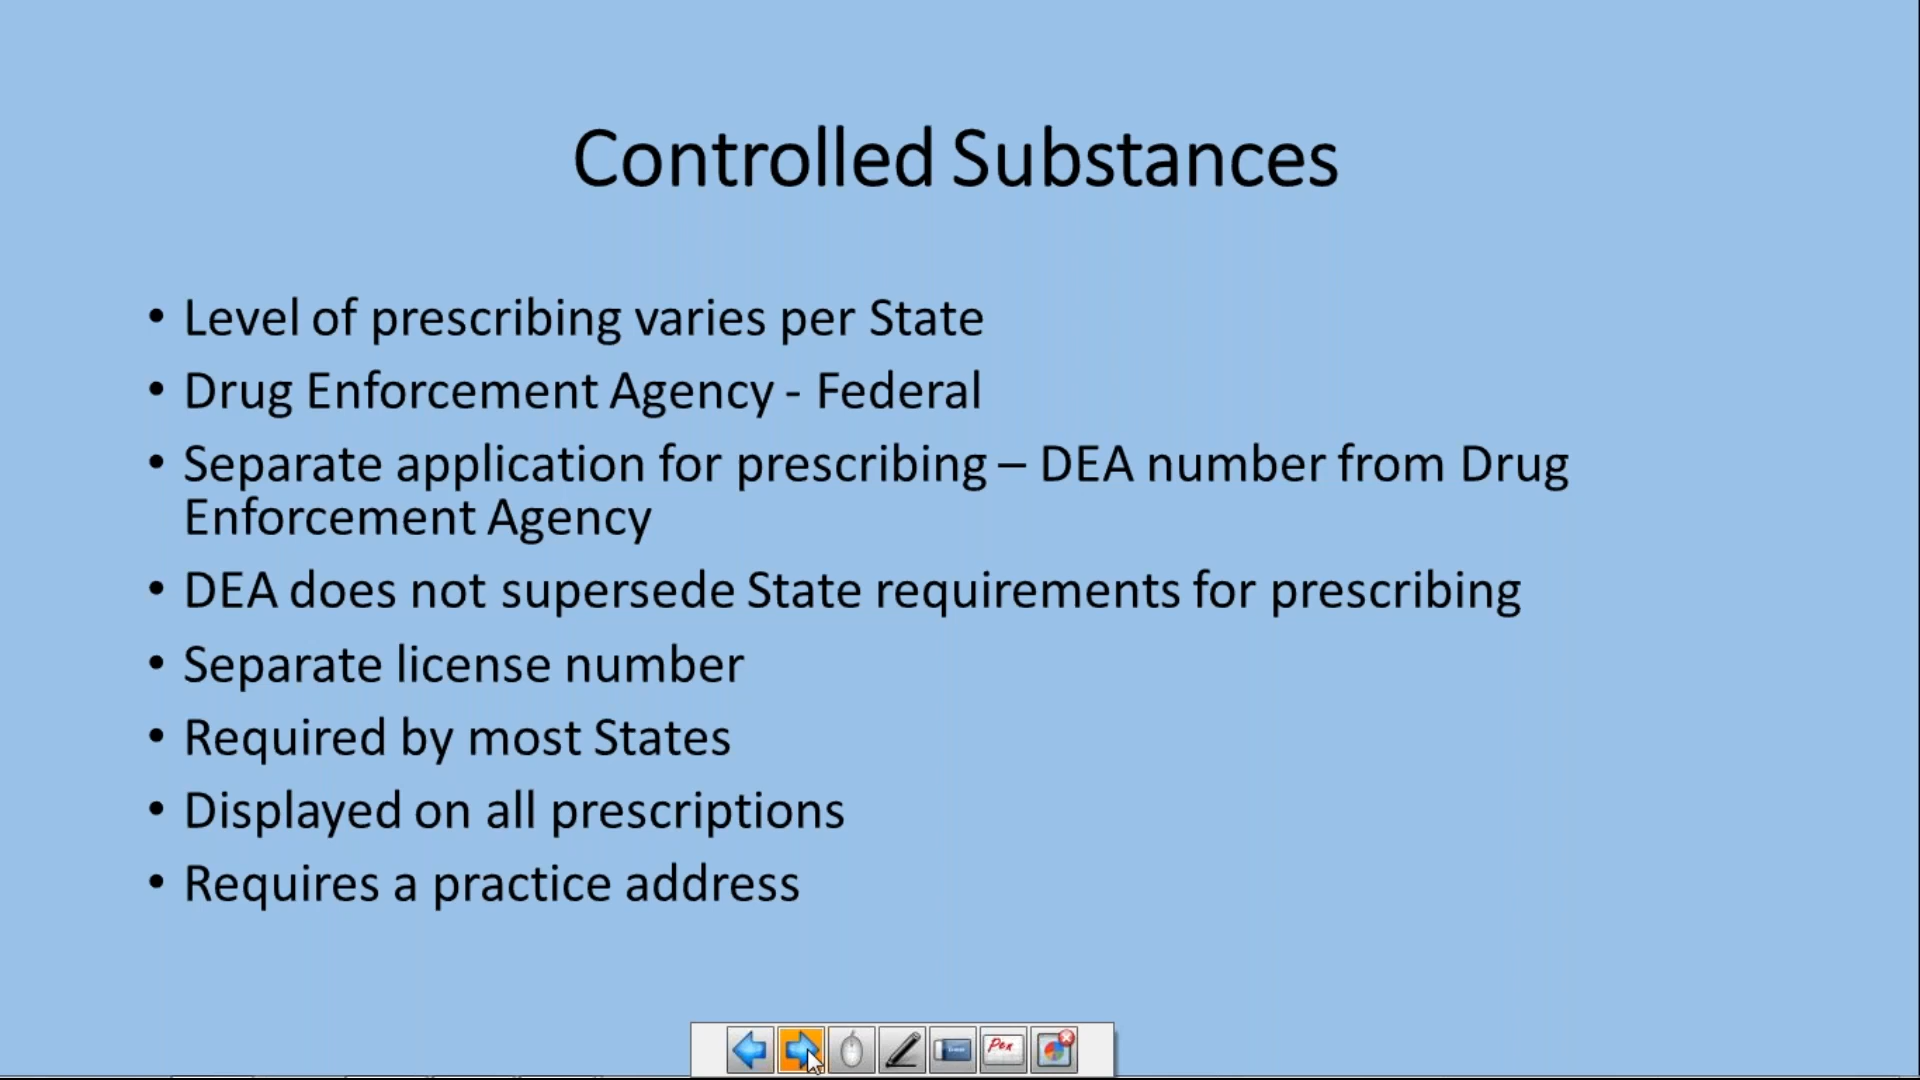 Controlled Substances
• Level of prescribing varies per State
• Drug Enforcement Agency - Federal
• Separate application for prescribing – DEA number from Drug
Enforcement Agency
• DEA does not supersede State requirements for prescribing
• Separate license number
• Required by most States
• Displayed on all prescriptions
• Requires a practice address
Pen